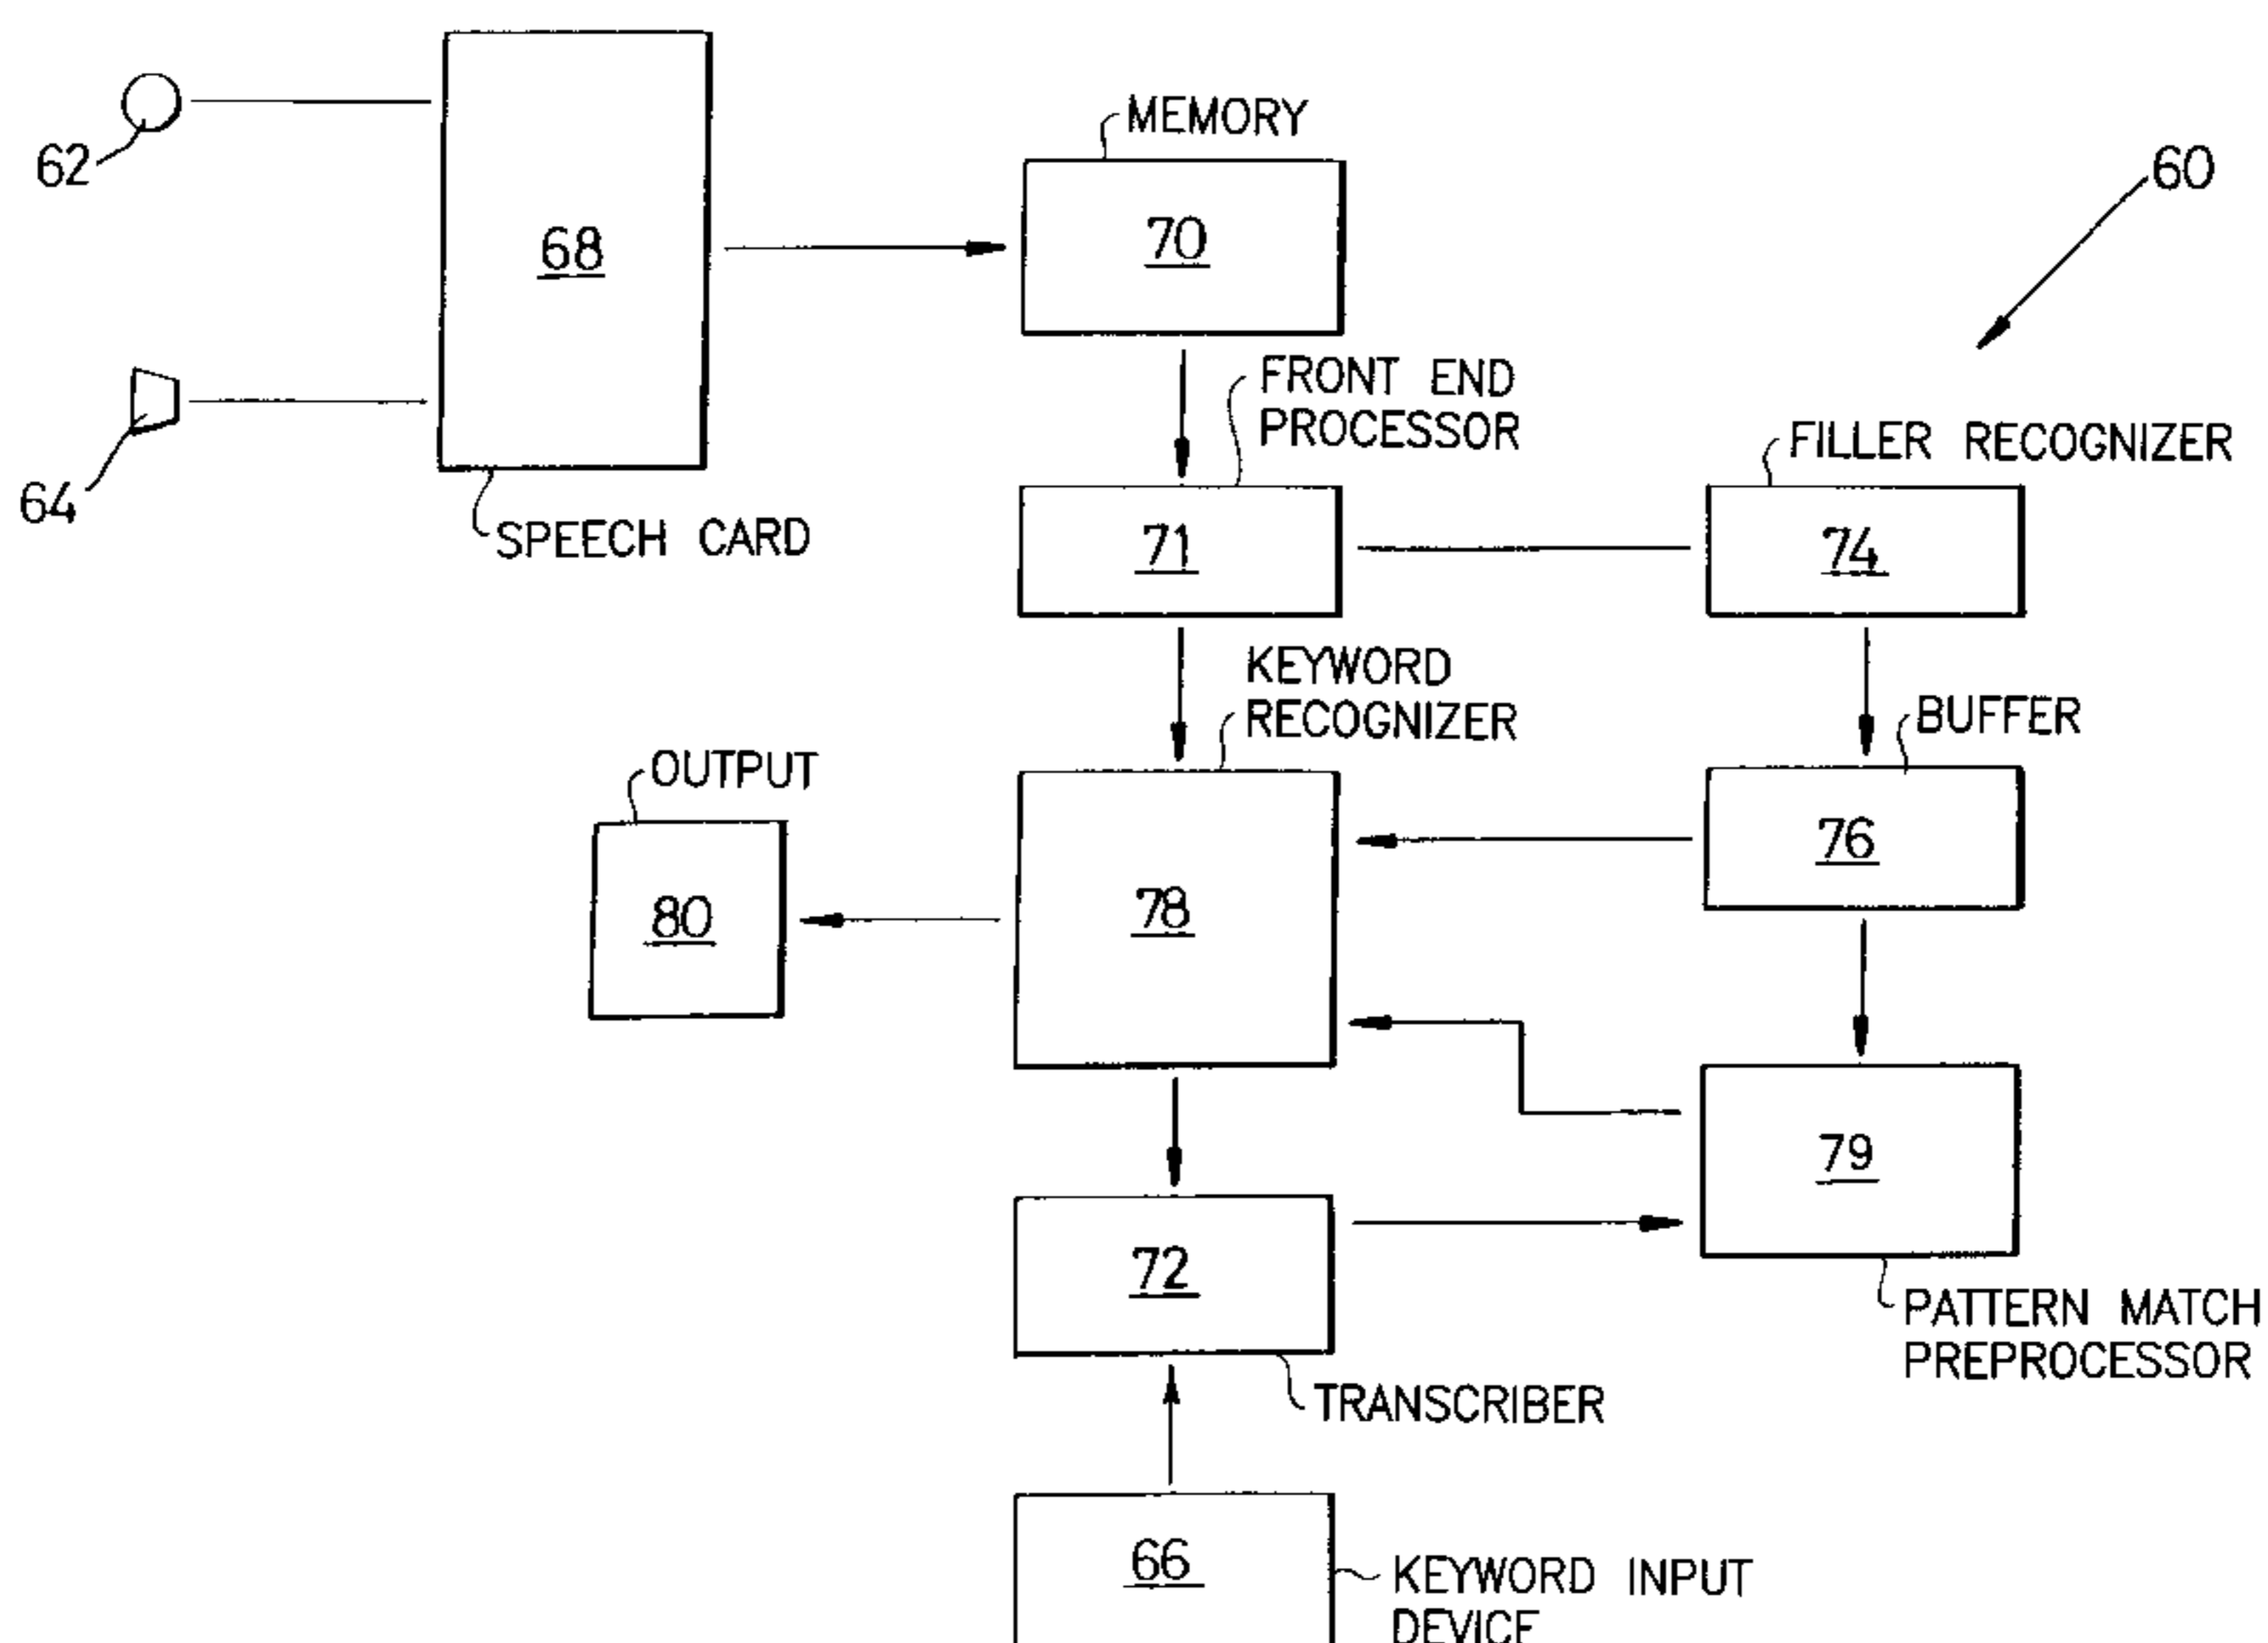 62
68
MEMORY
70
60
64
SPEECH CARD
FRONT END
PROCESSOR
71
FILLER RECOGNIZER
74
KEYWORD
RECOGNIZER
BUFFER
OUTPUT
80
78
76
79
72
PATTERN MATCH
PREPROCESSOR
TRANSCRIBER
66
KEYWORD INPUT
DEVICE